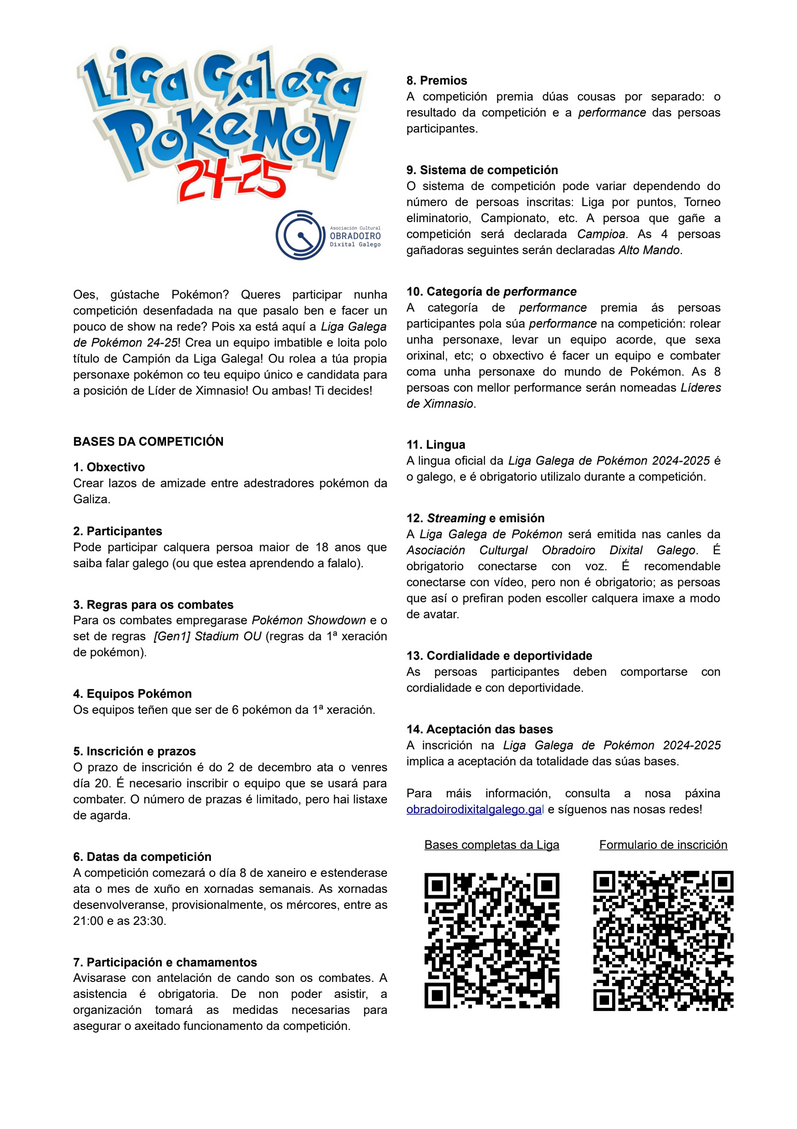 Liga Galega
Pokémon
24-25
Asociación Cultural
OBRADOIRO
Dixital Galego
Oes, gústache Pokémon? Queres participar nunha
competición desenfadada na que pasalo ben e facer un
pouco de show na rede? Pois xa está aquí a Liga Galega
de Pokémon 24-25! Crea un equipo imbatible e loita polo
título de Campión da Liga Galega! Ou rolea a túa propia
personaxe pokémon co teu equipo único e candidata para
a posición de Líder de Ximnasio! Ou ambas! Ti decides!
BASES DA COMPETICIÓN
1. Obxectivo
Crear lazos de amizade entre adestradores pokémon da
Galiza.
2. Participantes
Pode participar calquera persoa maior de 18 anos que
saiba falar galego (ou que estea aprendendo a falalo).
3. Regras para os combates
Para os combates empregarase Pokémon Showdown e o
set de regras [Gen1] Stadium OU (regras da 1ª xeración
de pokémon).
4. Equipos Pokémon
Os equipos teñen que ser de 6 pokémon da 1ª xeración.
5. Inscrición e prazos
O prazo de inscrición é do 2 de decembro ata o venres
día 20. É necesario inscribir o equipo que se usará para
combater. O número de prazas é limitado, pero hai listaxe
de agarda.
6. Datas da competición
A competición comezará o día 8 de xaneiro e estenderase
ata o mes de xuño en xornadas semanais. As xornadas
desenvolveranse, provisionalmente, os mércores, entre as
21:00 e as 23:30.
7. Participación e chamamentos
Avisarase con antelación de cando son os combates. A
asistencia é obrigatoria. De non poder asistir, a
organización tomará as medidas necesarias para
asegurar o axeitado funcionamento da competición.
8. Premios
A competición premia dúas cousas por separado: o
resultado da competición e a performance das persoas
participantes.
9. Sistema de competición
O sistema de competición pode variar dependendo do
número de persoas inscritas: Liga por puntos, Torneo
eliminatorio, Campionato, etc. A persoa que gañe a
competición será declarada Campioa. As 4 persoas
gañadoras seguintes serán declaradas Alto Mando.
10. Categoría de performance
A categoría de performance premia ás persoas
participantes pola súa performance na competición: rolear
unha personaxe, levar un equipo acorde, que sexa
orixinal, etc; o obxectivo é facer un equipo e combater
coma unha personaxe do mundo de Pokémon. As 8
persoas con mellor performance serán nomeadas Líderes
de Ximnasio.
11. Lingua
A lingua oficial da Liga Galega de Pokémon 2024-2025 é
o galego, e é obrigatorio utilizalo durante a competición.
12. Streaming e emisión
A Liga Galega de Pokémon será emitida nas canles da
Asociación Culturgal Obradoiro Dixital Galego. É
obrigatorio conectarse con voz. É recomendable
conectarse con vídeo, pero non é obrigatorio; as persoas
que así o prefiran poden escoller calquera imaxe a modo
de avatar.
13. Cordialidade e deportividade
As persoas participantes deben comportarse con
cordialidade e con deportividade.
14. Aceptación das bases
A inscrición na Liga Galega de Pokémon 2024-2025
implica a aceptación da totalidade das súas bases.
Para máis información, consulta a nosa páxina
obradoirodixitalgalego.gal e síguenos nas nosas redes!
Bases completas da Liga
Formulario de inscrición